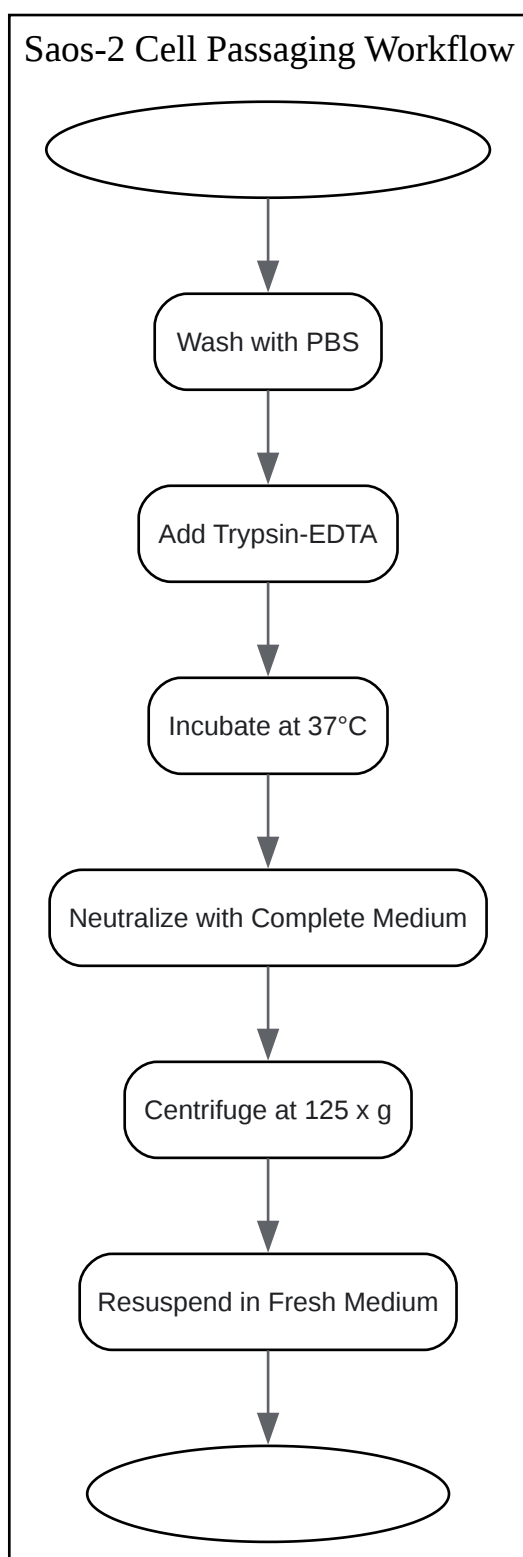 Saos-2 Cell Passaging Workflow
Wash with PBS
Add Trypsin-EDTA
Incubate at 37°C
Neutralize with Complete Medium
Centrifuge at 125 x g
Resuspend in Fresh Medium